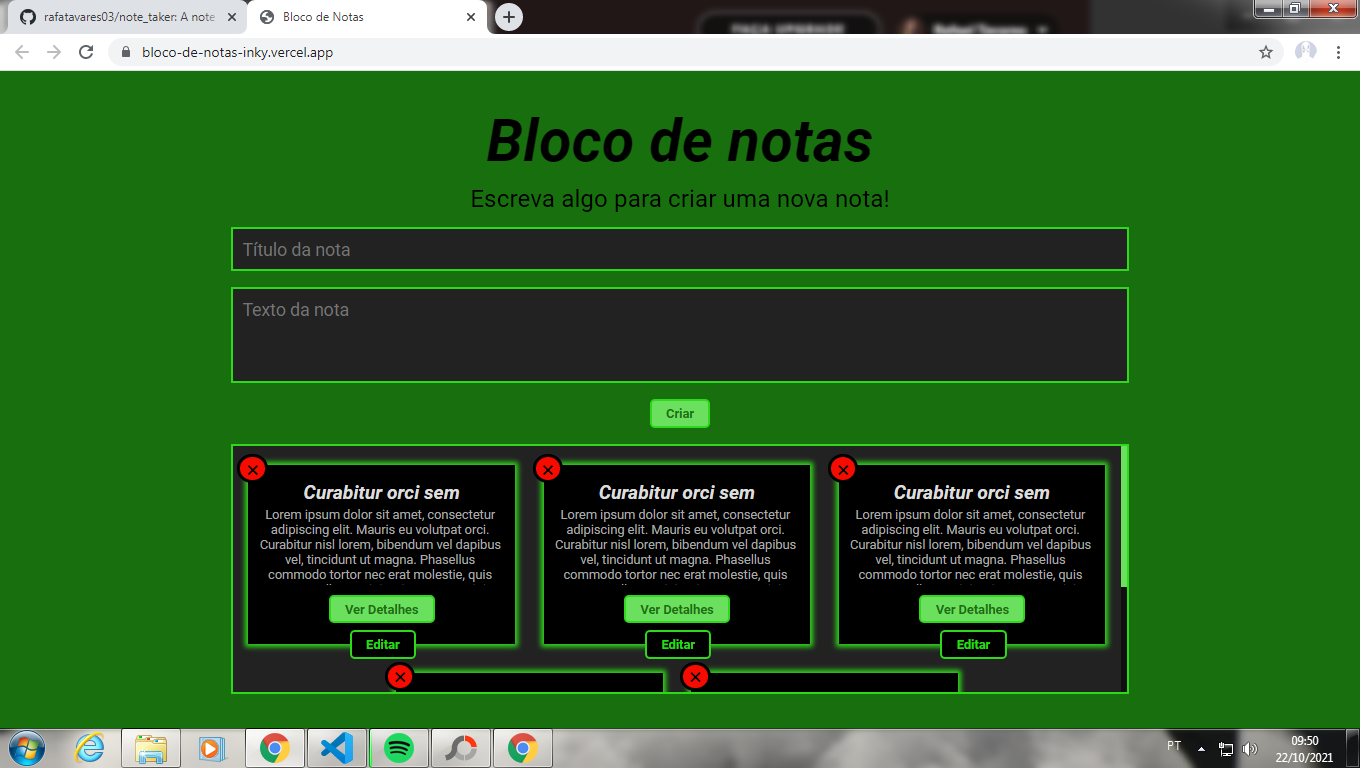 rafatavares03/note_taker: A note
Bloco de Notas
bloco-de-notas-inky.vercel.app
Bloco de notas
Escreva algo para criar uma nova nota!
Título da nota
Texto da nota
Criar
Curabitur orci sem
Lorem ipsum dolor sit amet, consectetur
adipiscing elit. Mauris eu volutpat orci.
Curabitur nisl lorem, bibendum vel dapibus
vel, tincidunt ut magna. Phasellus
commodo tortor nec erat molestie, quis
Ver Detalhes
Editar
Curabitur orci sem
Lorem ipsum dolor sit amet, consectetur
adipiscing elit. Mauris eu volutpat orci.
Curabitur nisl lorem, bibendum vel dapibus
vel, tincidunt ut magna. Phasellus
commodo tortor nec erat molestie, quis
Ver Detalhes
Editar
Curabitur orci sem
Lorem ipsum dolor sit amet, consectetur
adipiscing elit. Mauris eu volutpat orci.
Curabitur nisl lorem, bibendum vel dapibus
vel, tincidunt ut magna. Phasellus
commodo tortor nec erat molestie, quis
Ver Detalhes
Editar
PT
09:50
22/10/2021